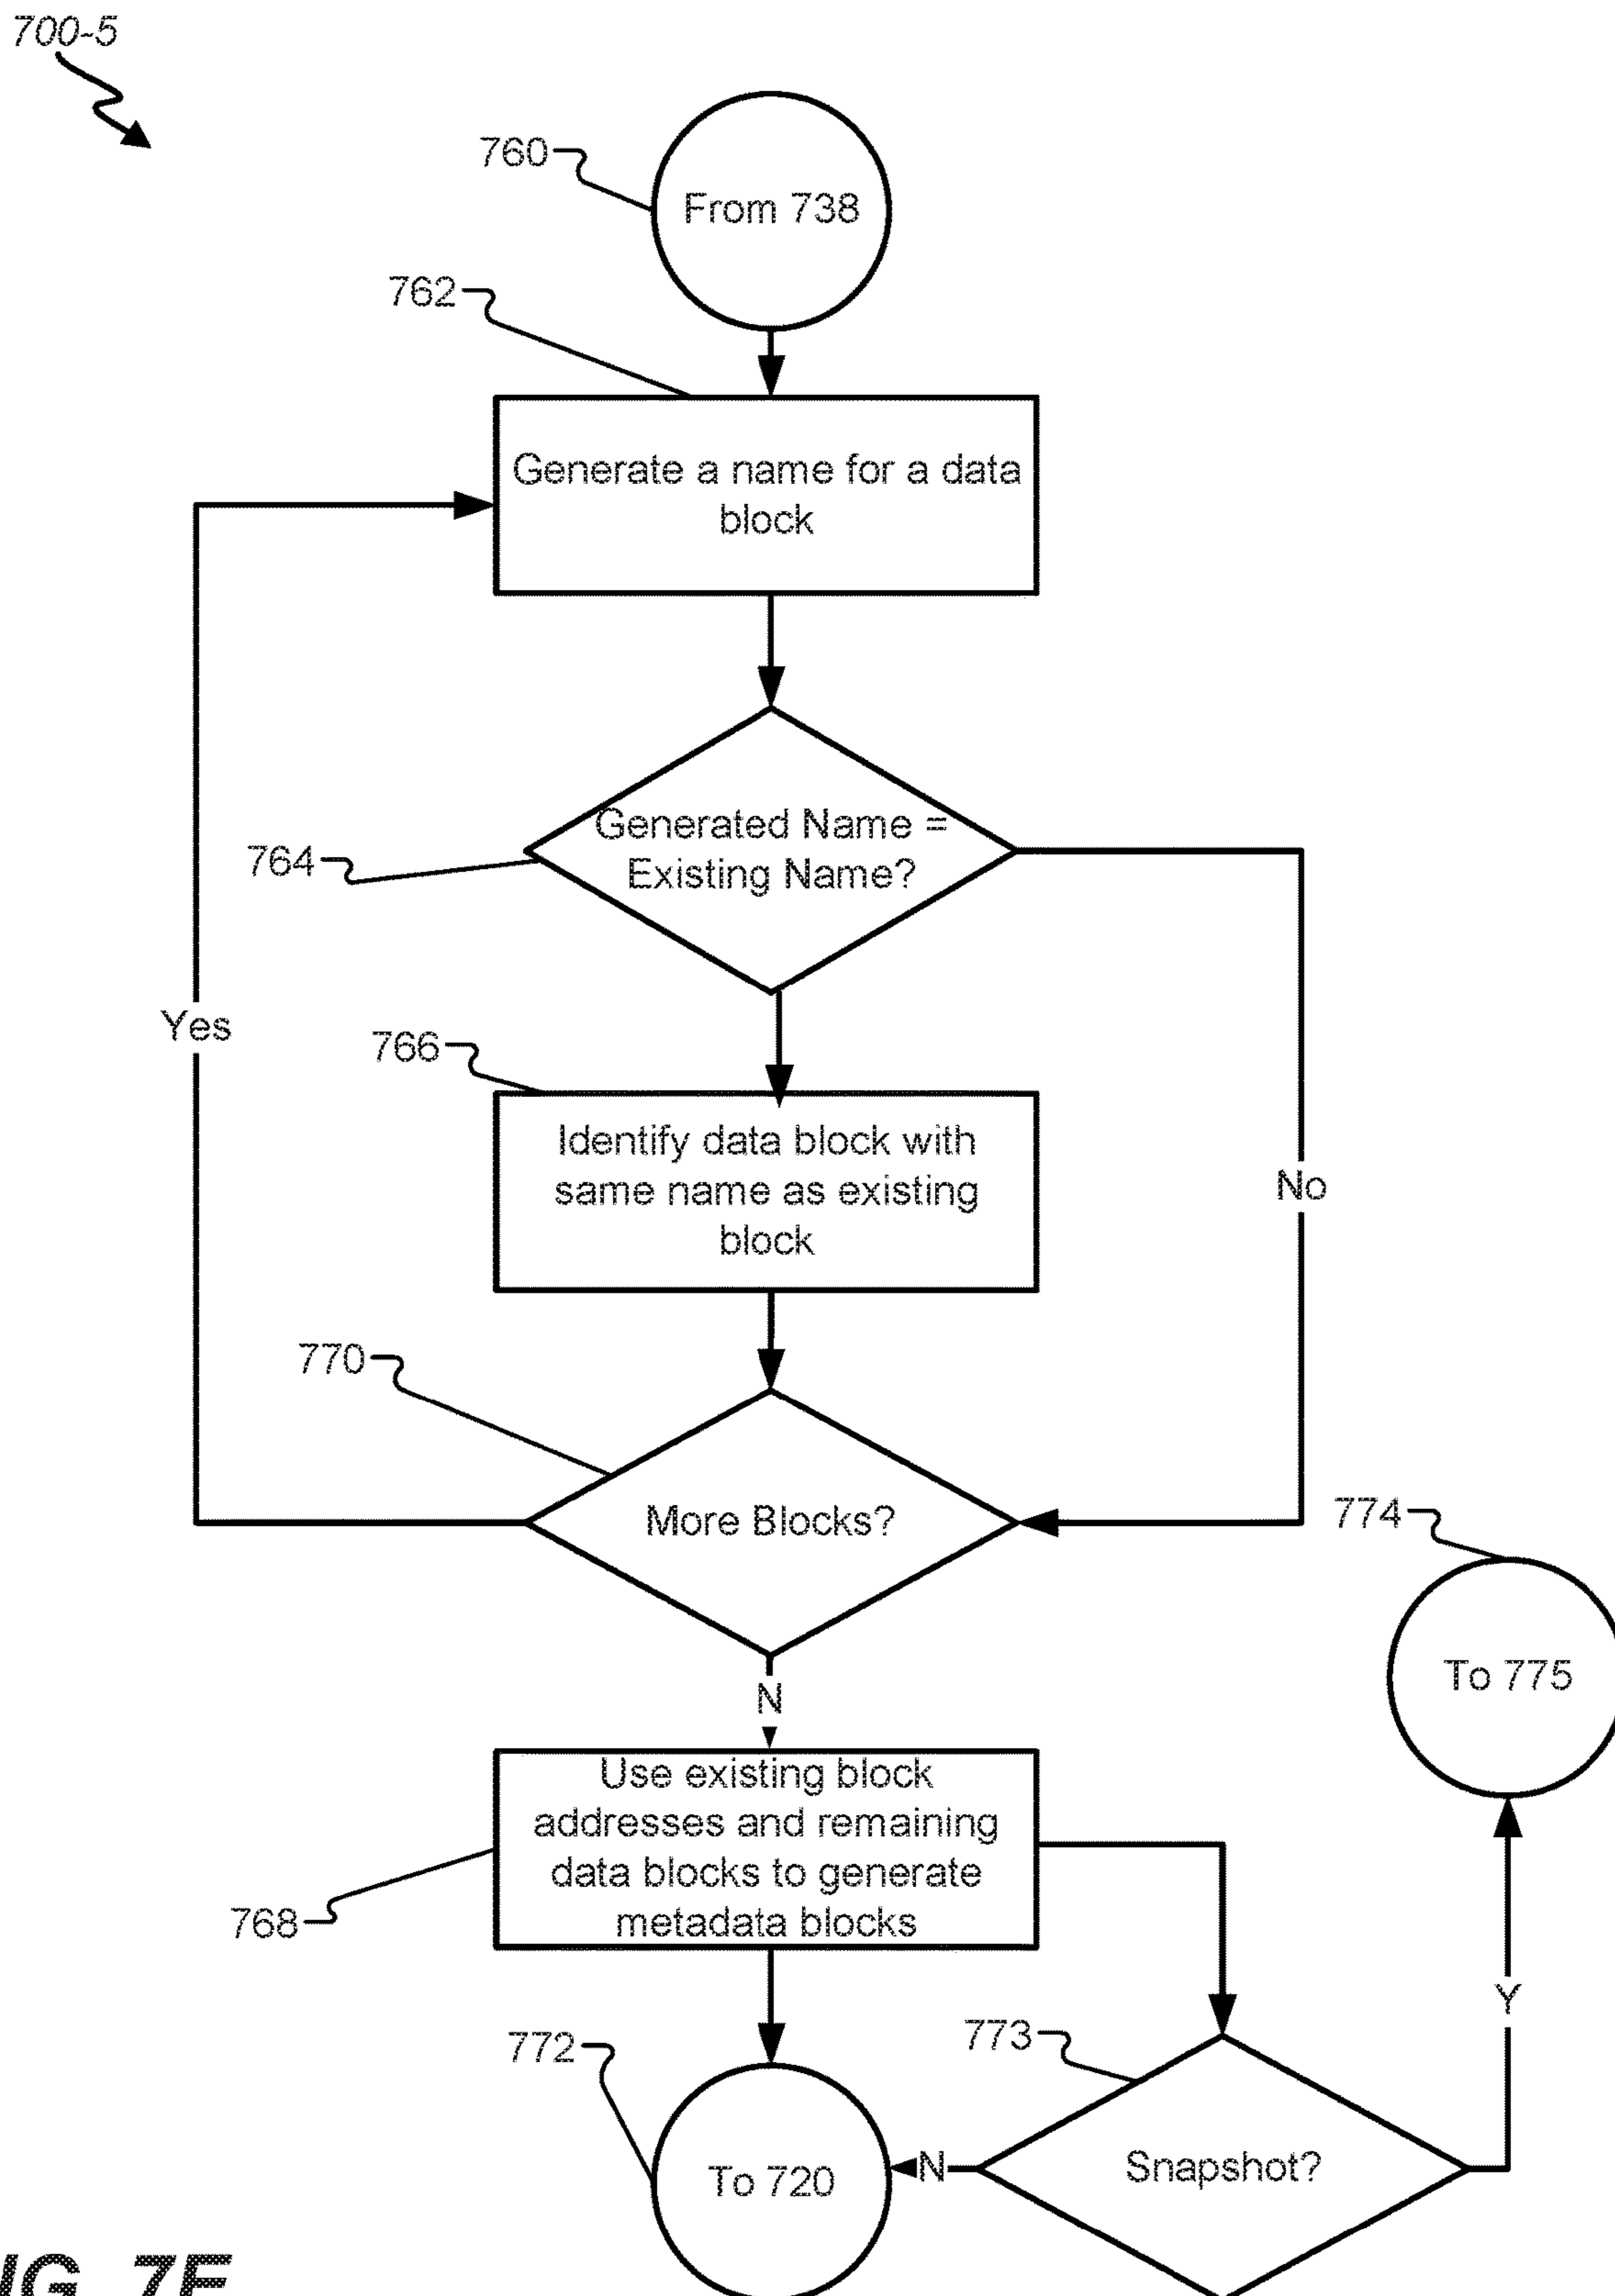 700-5
760
From 738
762
Generate a name for a data
block
764
Generated Name =
Existing Name?
Yes
766
Identify data block with
same name as existing
block
No
770
More Blocks?
774
To 775
N
Use existing block
addresses and remaining
data blocks to generate
metadata blocks
768
Y
772
773
To 720
N
Snapshot?
IG. 7E